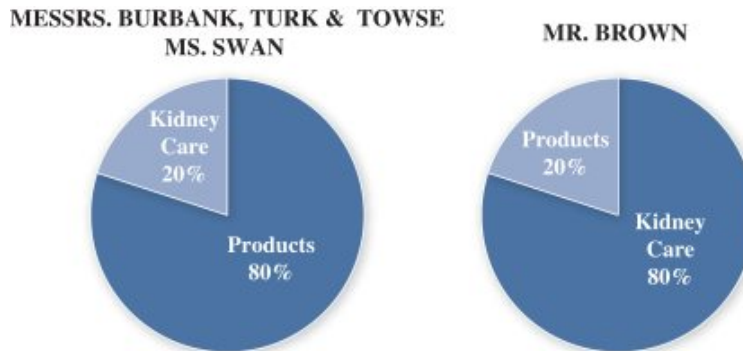 MESSRS. BURBANK, TURK & TOWSE
MS. SWAN
Kidney
Care
20%
Products
80%
MR. BROWN
Products
20%
Kidney
Care
80%